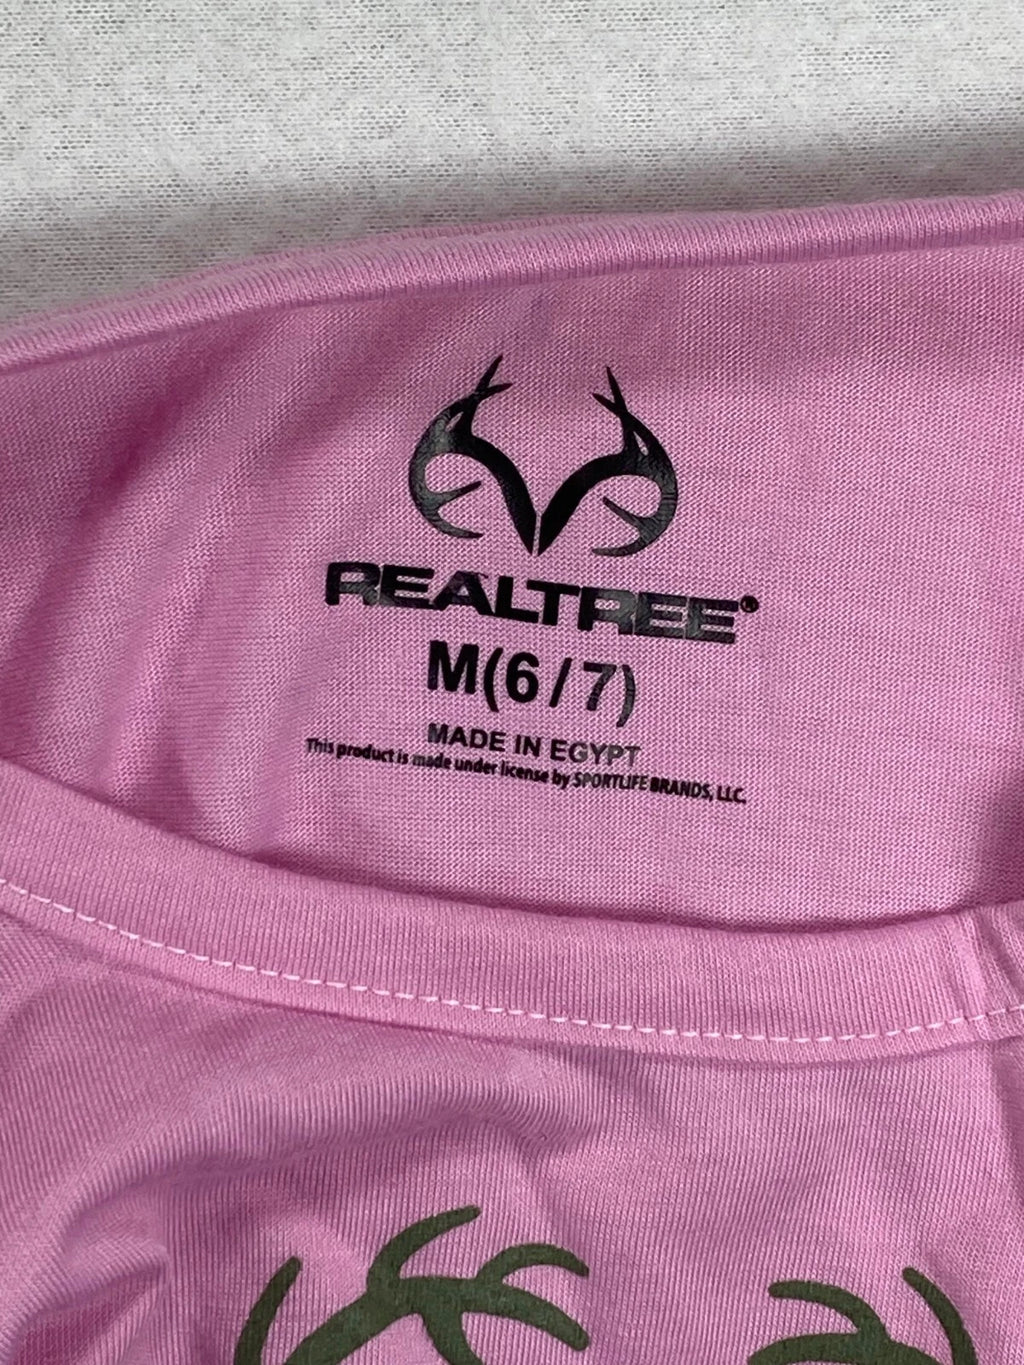 REALTREE®
M(6/7)
MADE IN EGYPT
This product is made under license by SPORTLIFE BRANDS, LLC.